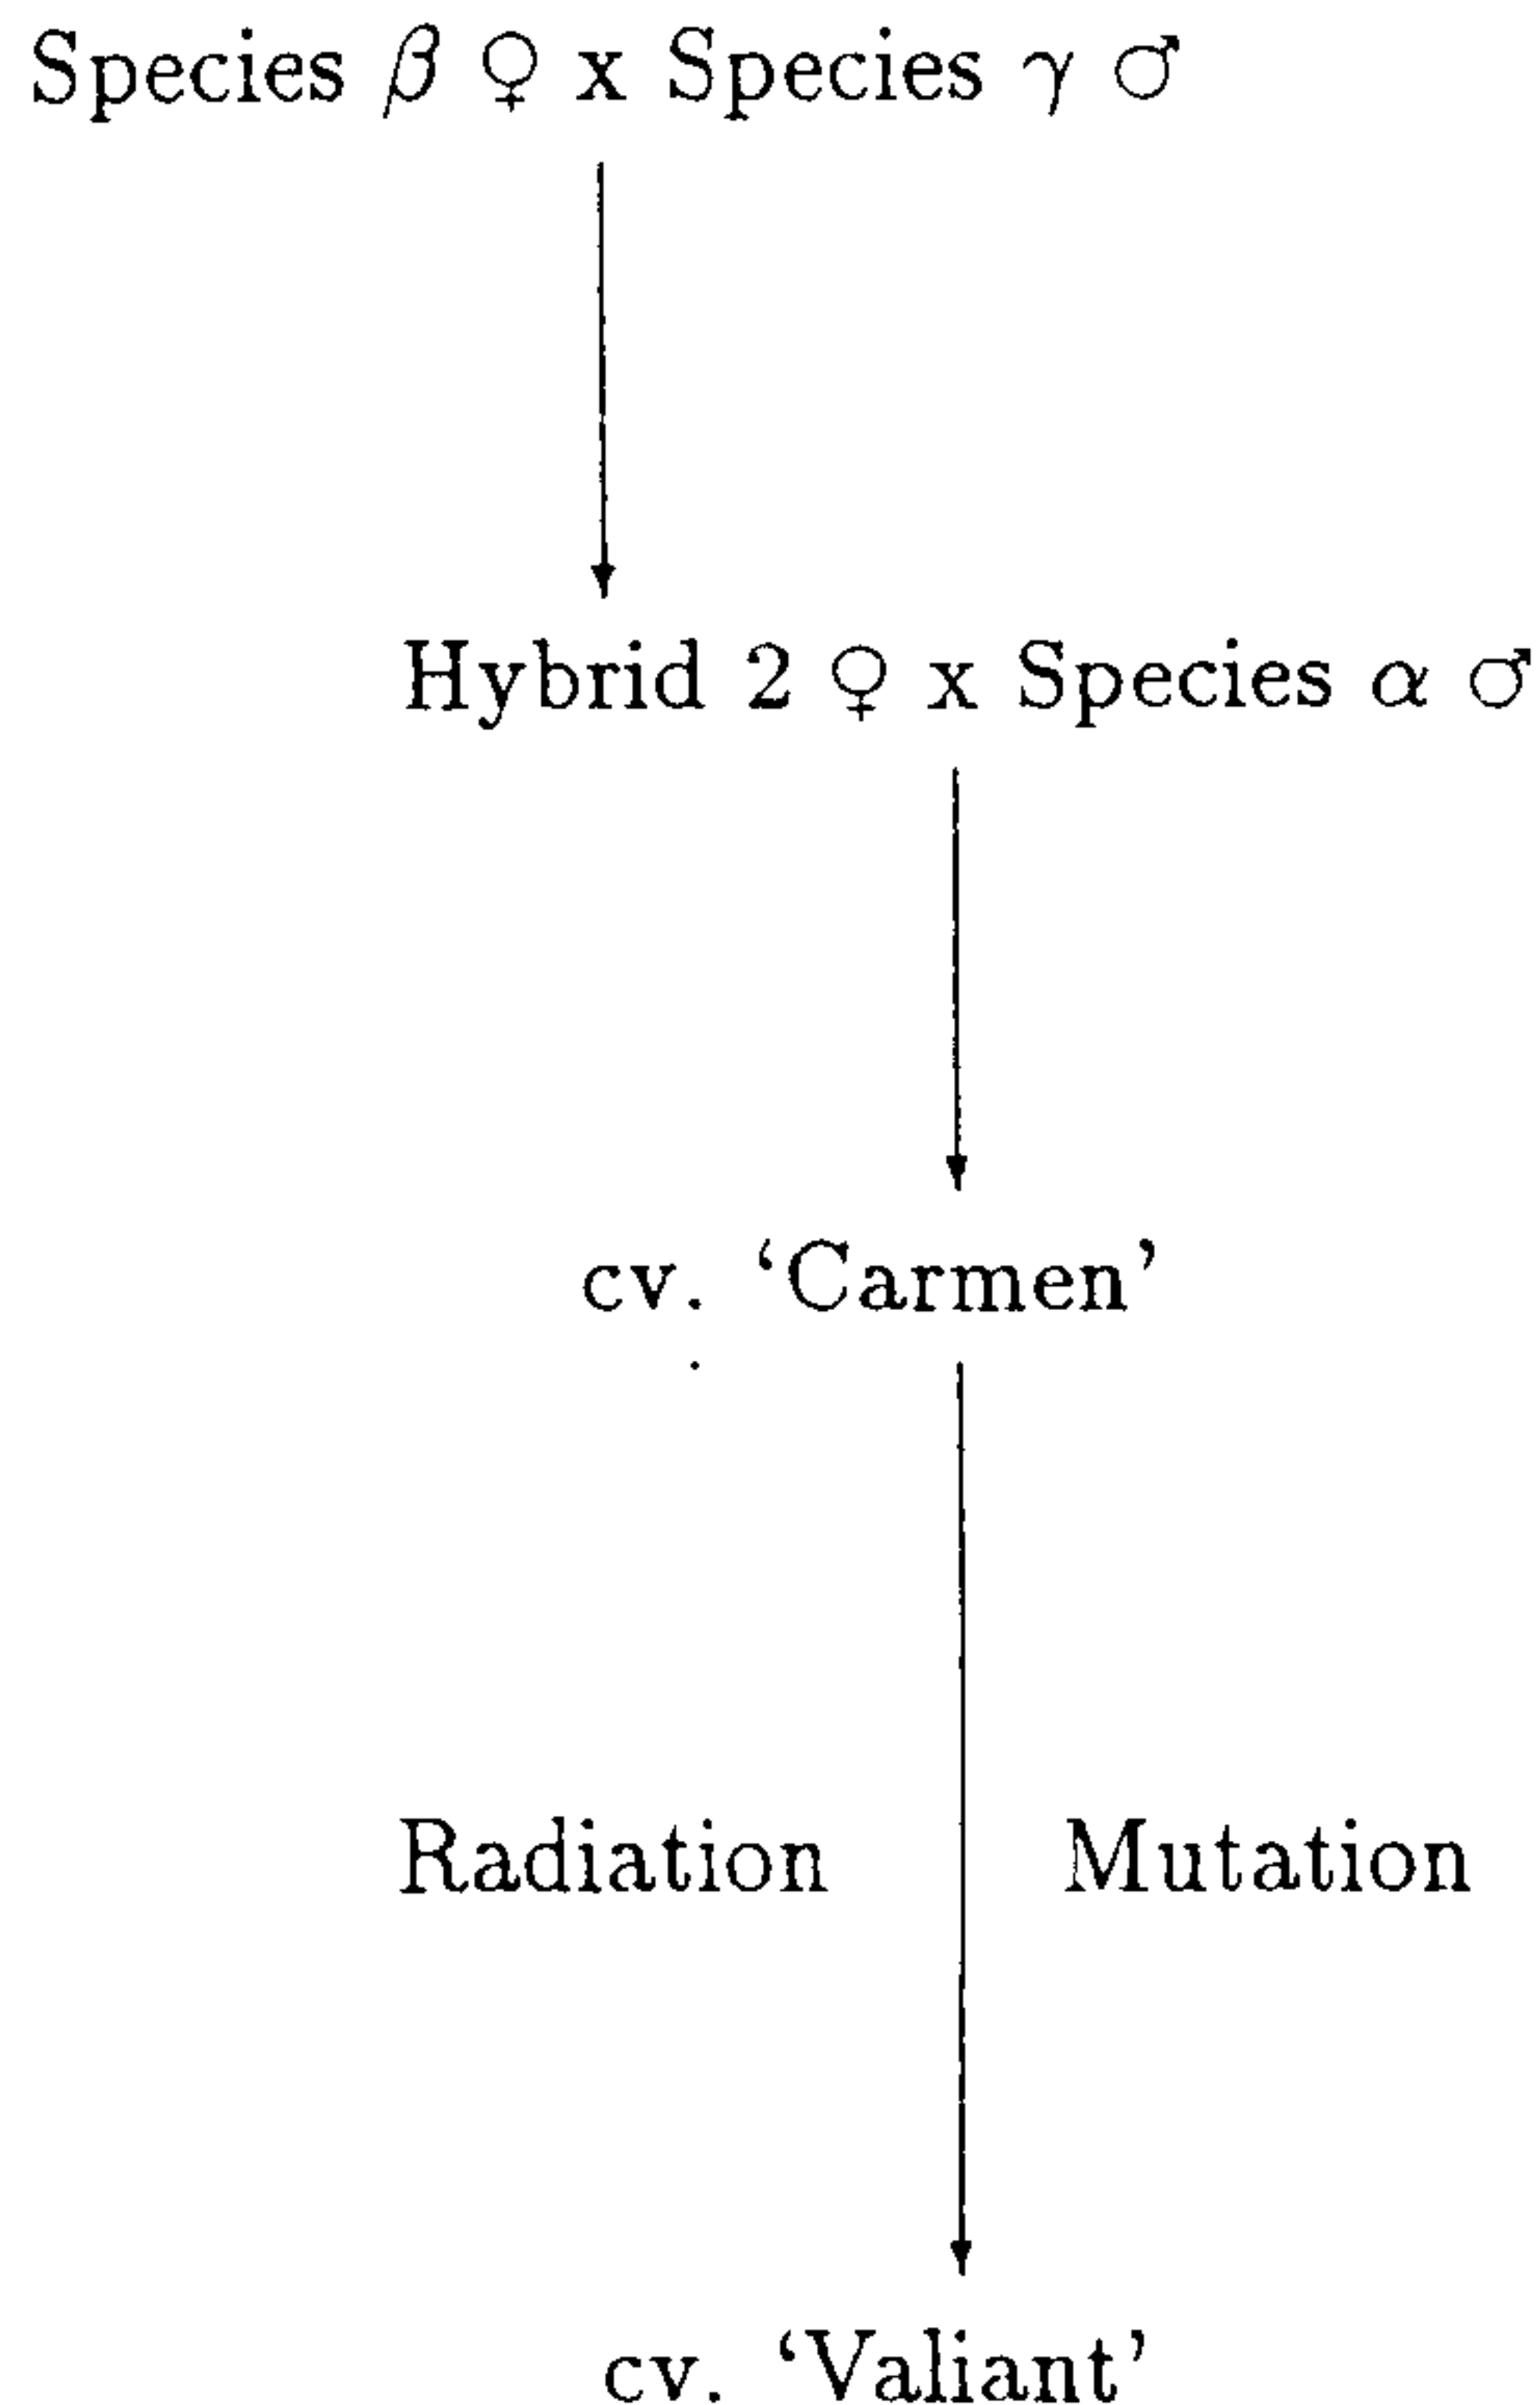 Species β ♀ x Species γ ♂
Hybrid 2 ♀ x Species α ♂
cv. ‘Carmen’
Radiation Mutation
cv. ‘Valiant’